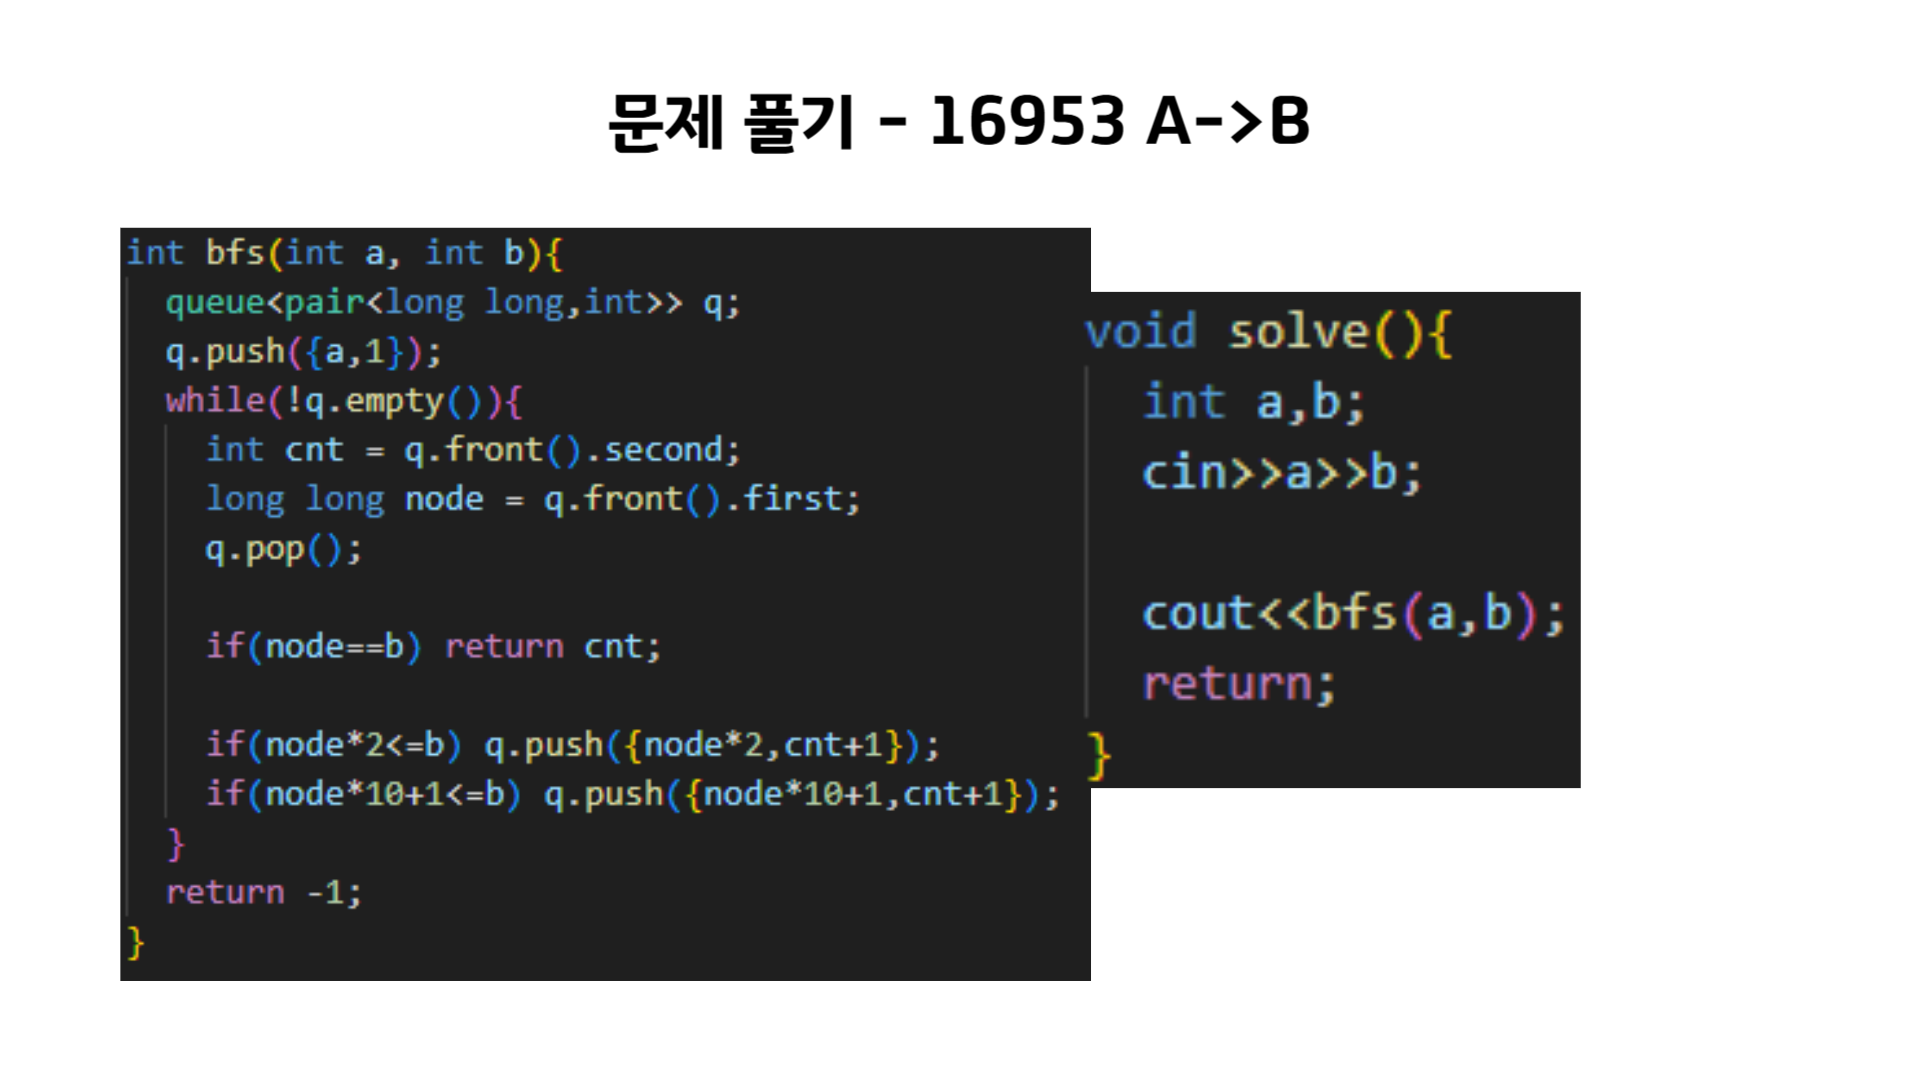 문제 풀기 - 16953 A->B
int bfs(int a, int b){
queue<pair<long long,int>> q;
q.push({a,1});
while(!q.empty()){
int cnt = q.front().second;
long long node = q.front().first;
q.pop();
if(node==b) return cnt;
if(node*2<=b) q.push({node*2,cnt+1});
if(node*10+1<=b) q.push({node*10+1,cnt+1});
}
return -1;
}
void solve(){
int a,b;
cin>>a>>b;
cout<<bfs(a,b);
return;
}